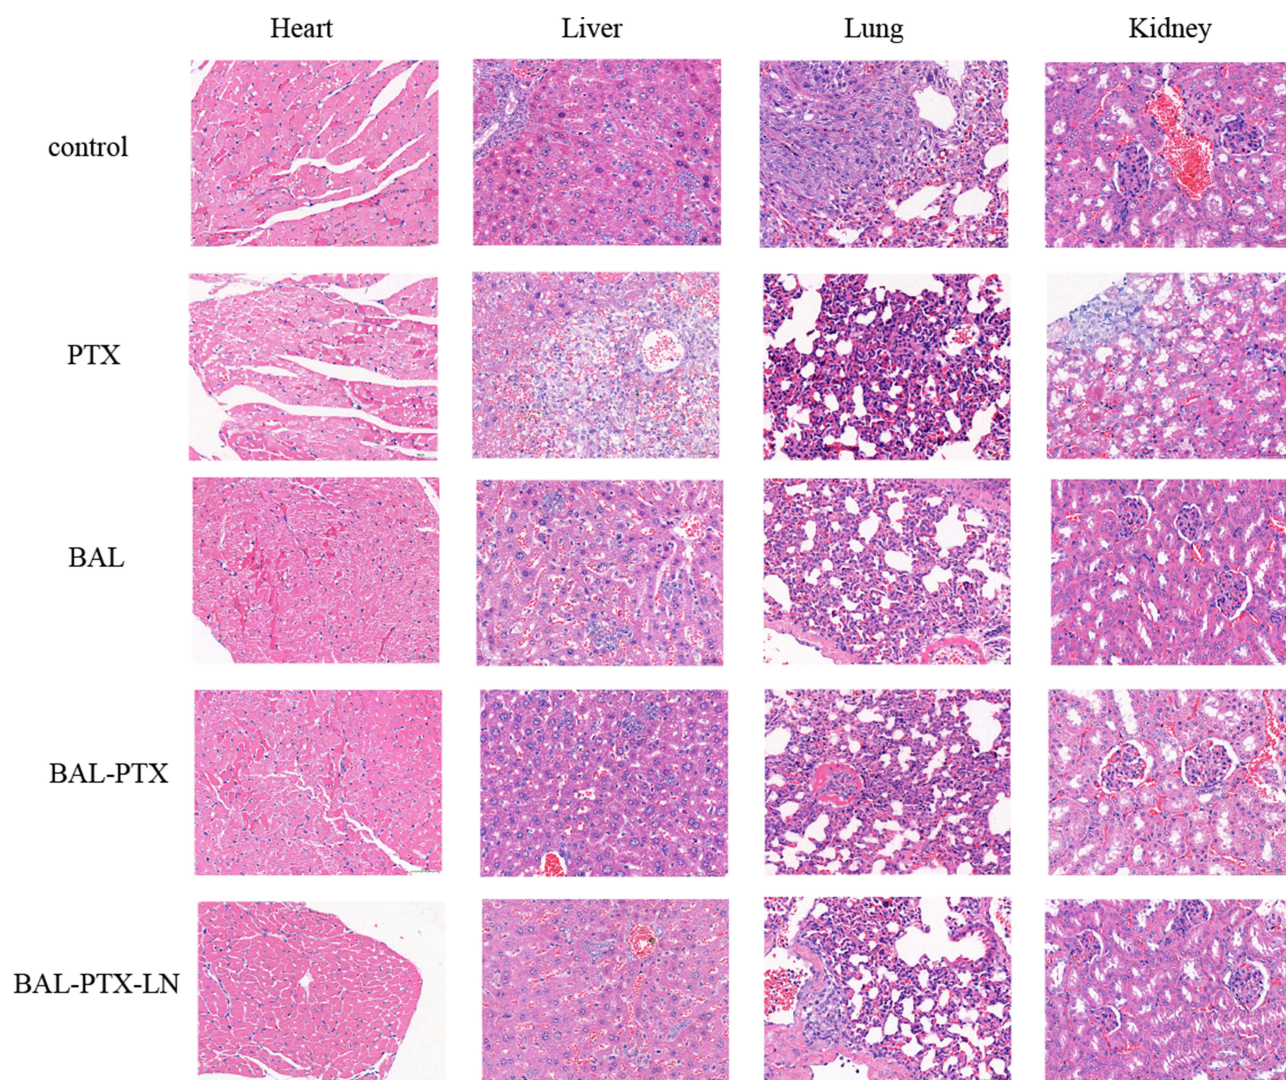 Heart Liver Lung Kidney
control
PTX
BAL
BAL-PTX
BAL-PTX-LN